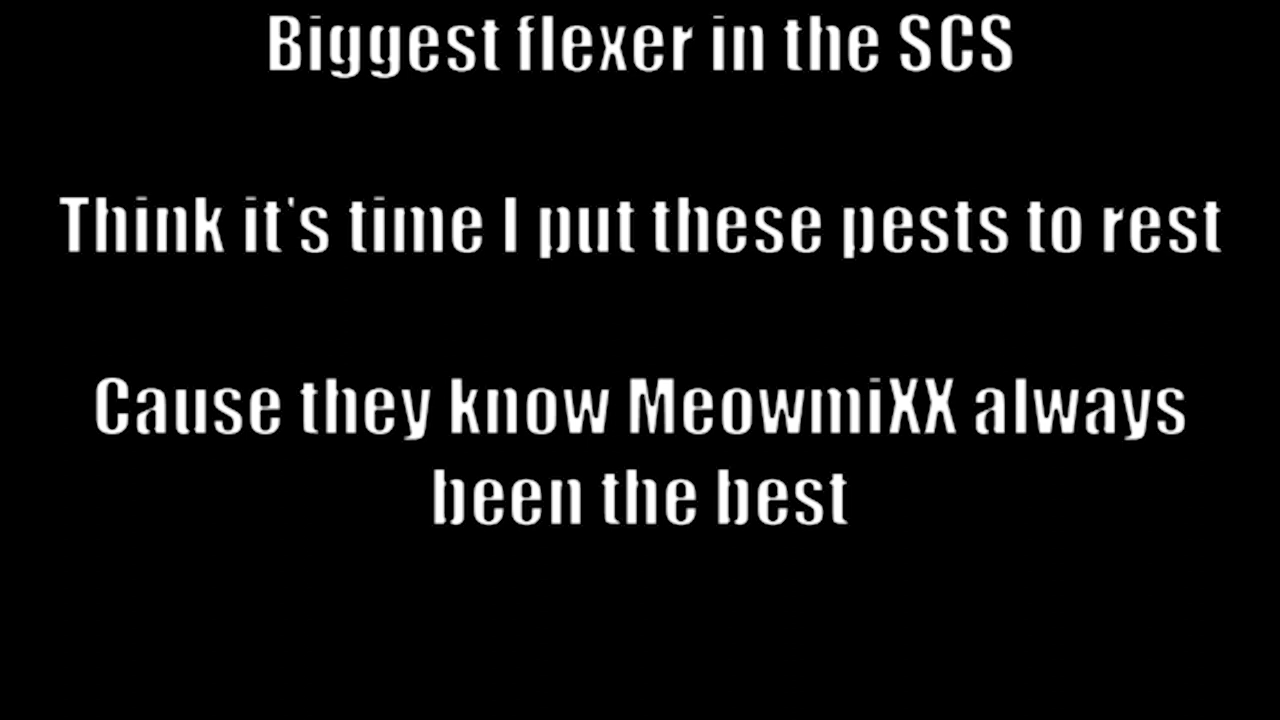 Biggest flexer in the SCS
Think it's time I put these pests to rest
Cause they know MeowmiXX always
been the best